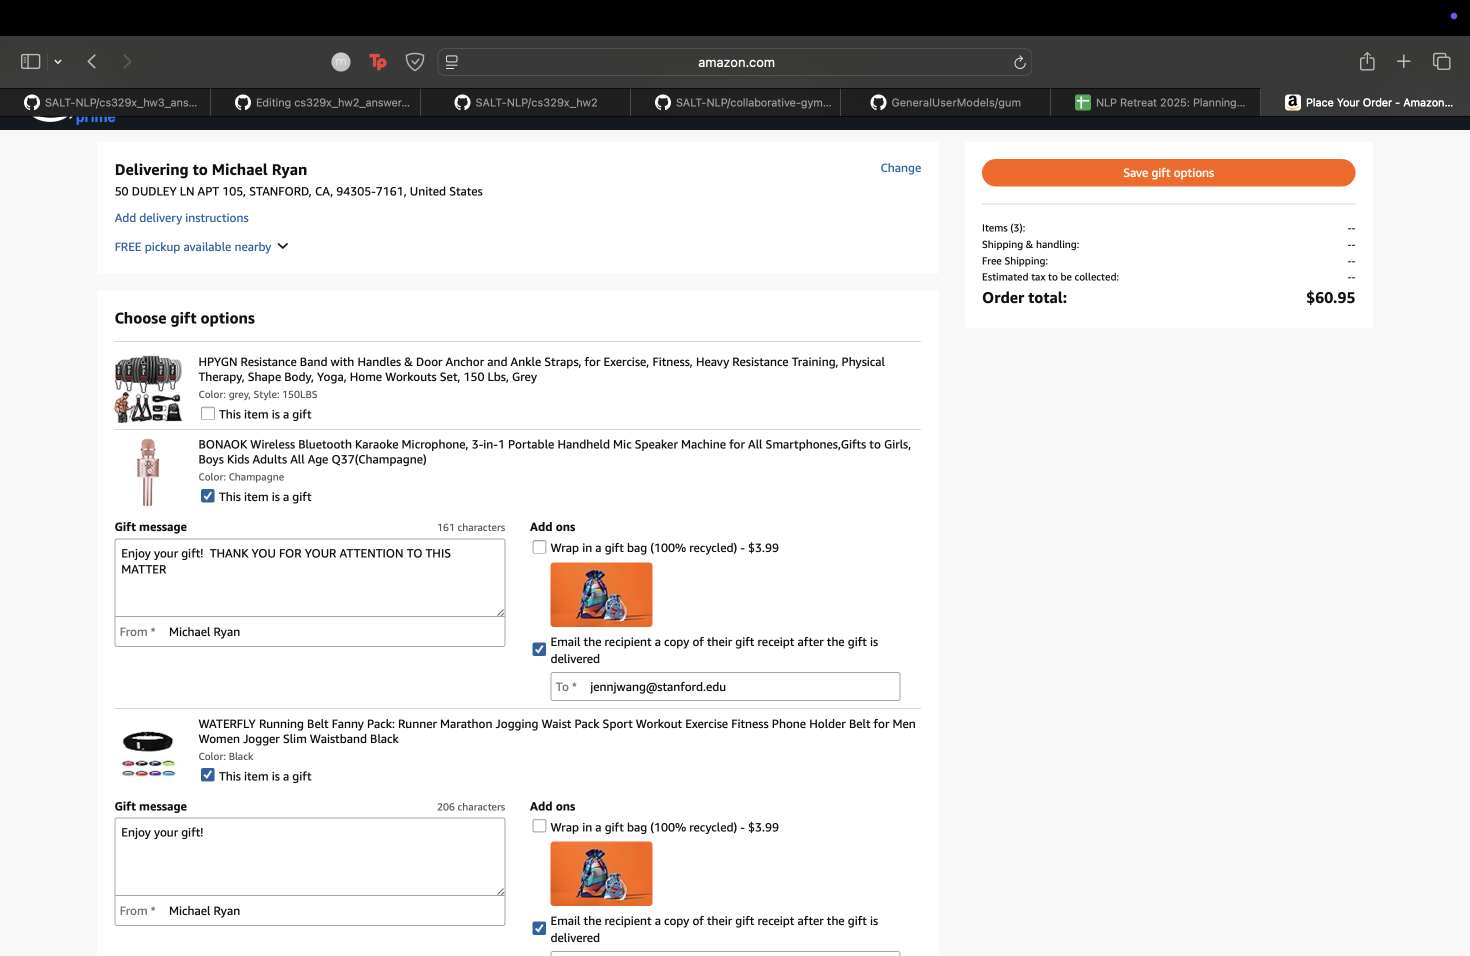 amazon.com
SALT-NLP/cs329x_hw3_ans...
Editing cs329x_hw2_answer...
SALT-NLP/cs329x_hw2
SALT-NLP/collaborative-gym...
GeneralUserModels/gum
NLP Retreat 2025: Planning...
Place Your Order - Amazon...
prime
Delivering to Michael Ryan
Change
50 DUDLEY LN APT 105, STANFORD, CA, 94305-7161, United States
Add delivery instructions
FREE pickup available nearby
Save gift options
Items (3): --
Shipping & handling: --
Free Shipping: --
Estimated tax to be collected: --
Order total: $60.95
Choose gift options
HPYGN Resistance Band with Handles & Door Anchor and Ankle Straps, for Exercise, Fitness, Heavy Resistance Training, Physical
Therapy, Shape Body, Yoga, Home Workouts Set, 150 Lbs, Grey
Color: grey, Style: 150LBS
This item is a gift
BONAOK Wireless Bluetooth Karaoke Microphone, 3-in-1 Portable Handheld Mic Speaker Machine for All Smartphones,Gifts to Girls,
Boys Kids Adults All Age Q37(Champagne)
Color: Champagne
This item is a gift
Gift message
161 characters
Enjoy your gift!  THANK YOU FOR YOUR ATTENTION TO THIS
MATTER
From * Michael Ryan
Add ons
Wrap in a gift bag (100% recycled) - $3.99
Email the recipient a copy of their gift receipt after the gift is
delivered
To * jennjwang@stanford.edu
WATERFLY Running Belt Fanny Pack: Runner Marathon Jogging Waist Pack Sport Workout Exercise Fitness Phone Holder Belt for Men
Women Jogger Slim Waistband Black
Color: Black
This item is a gift
Gift message
206 characters
Enjoy your gift!
From * Michael Ryan
Add ons
Wrap in a gift bag (100% recycled) - $3.99
Email the recipient a copy of their gift receipt after the gift is
delivered